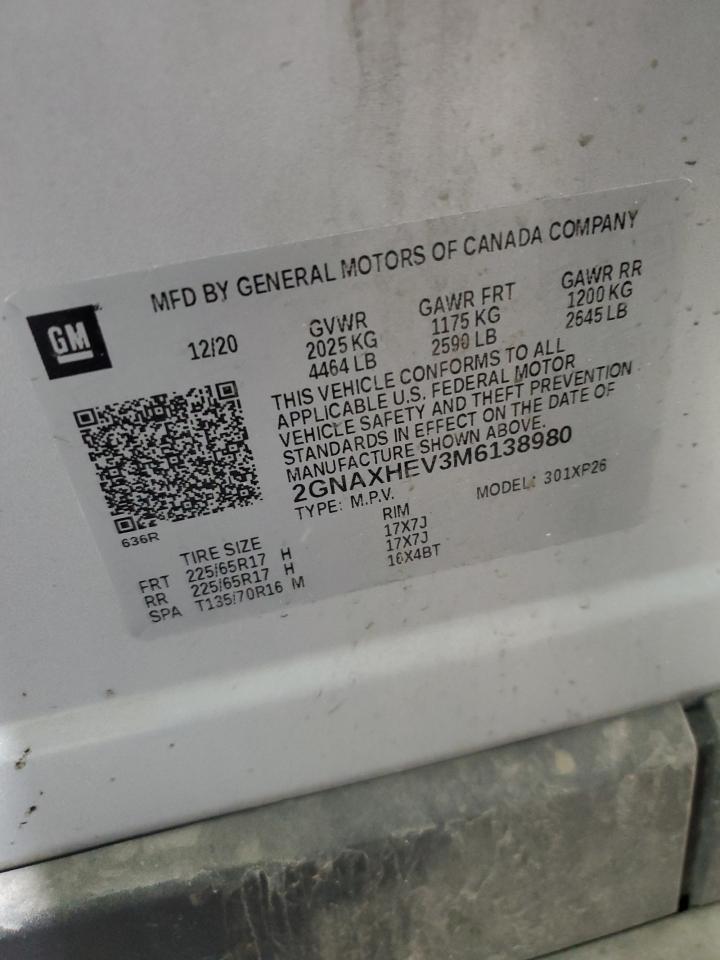 GM
MFD BY GENERAL MOTORS OF CANADA COMPANY
12/20
GVWR
2025 KG
4464 LB
GAWR FRT
1175 KG
2590 LB
GAWR RR
1200 KG
2645 LB
THIS VEHICLE CONFORMS TO ALL
APPLICABLE U.S. FEDERAL MOTOR
VEHICLE SAFETY AND THEFT PREVENTION
STANDARDS IN EFFECT ON THE DATE OF
MANUFACTURE SHOWN ABOVE.
2GNAXHEV3M6138980
TYPE: M.P.V.
MODEL: 301XP26
636R
TIRE SIZE
RIM
FRT 225/65R17 H 17X7J
RR 225/65R17 H 17X7J
SPA T135/70R16 M 16X4BT